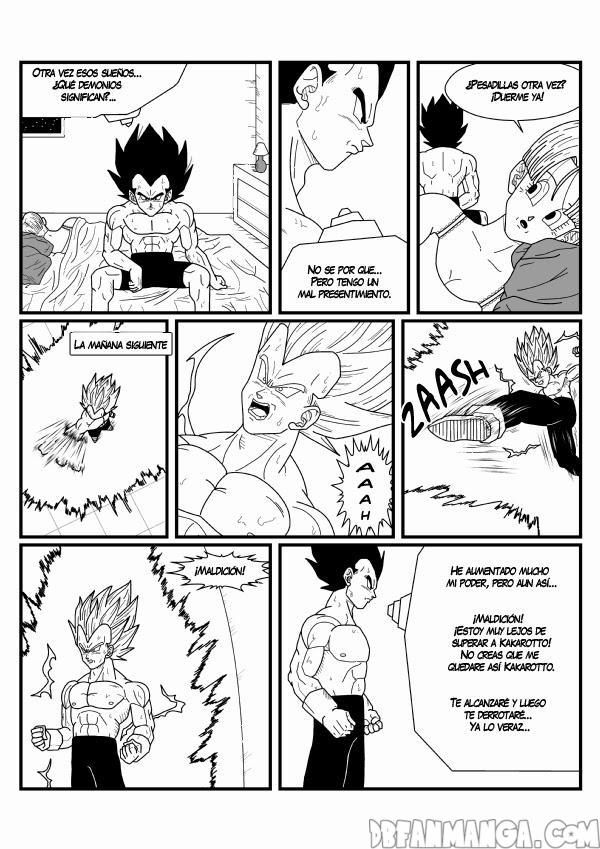 OTRA VEZ ESOS SUEÑOS...
¿QUÉ DEMONIOS
SIGNIFICAN?...
NO SE POR QUE...
PERO TENGO UN
MAL PRESENTIMIENTO.
¿PESADILLAS OTRA VEZ?
¡DUERME YA!
LA MAÑANA SIGUIENTE
AAAH
ZAASH
¡MALDICIÓN!
HE AUMENTADO MUCHO
MI PODER, PERO AUN ASÍ...
¡MALDICIÓN!
¡ESTOY MUY LEJOS DE
SUPERAR A KAKAROTTO!
NO CREAS QUE ME
QUEDARE ASÍ KAKAROTTO.
TE ALCANZARÉ Y LUEGO
TE DERROTARÉ...
YA LO VERAZ...
DBFANMANGA.COM